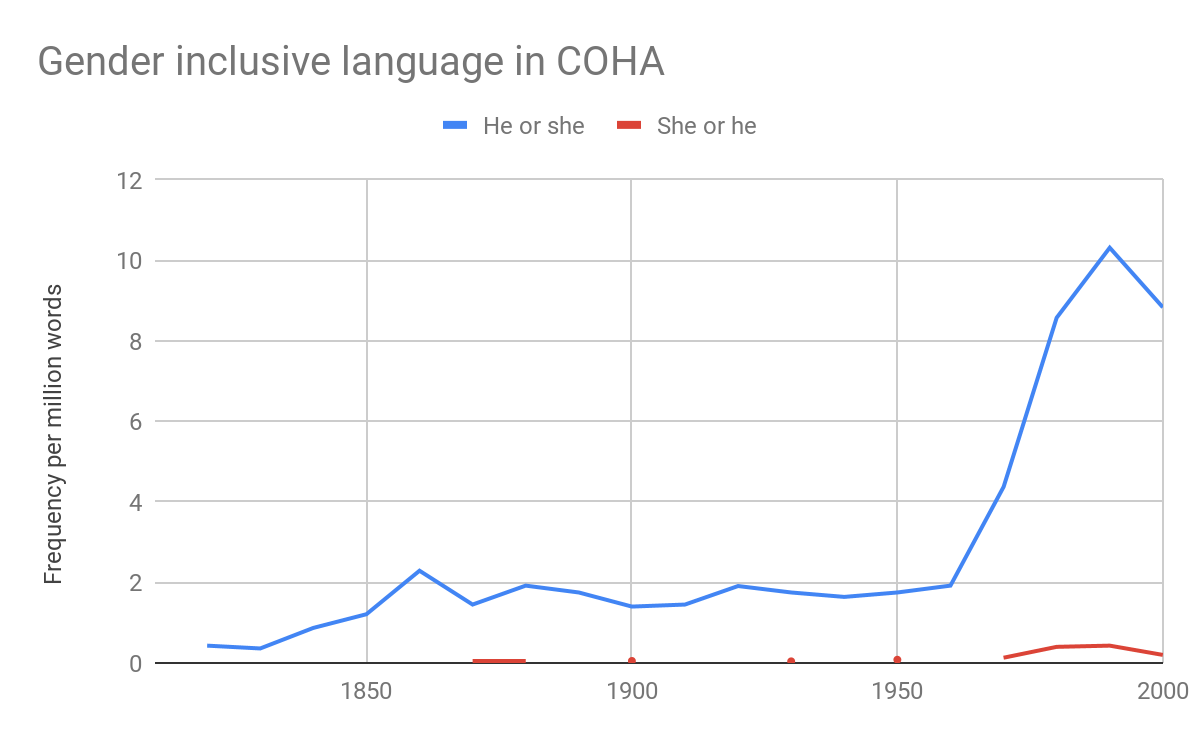 Gender inclusive language in COHA
He or she
She or he
Frequency per million words
12
10
8
6
4
2
0
1850
1900
1950
2000